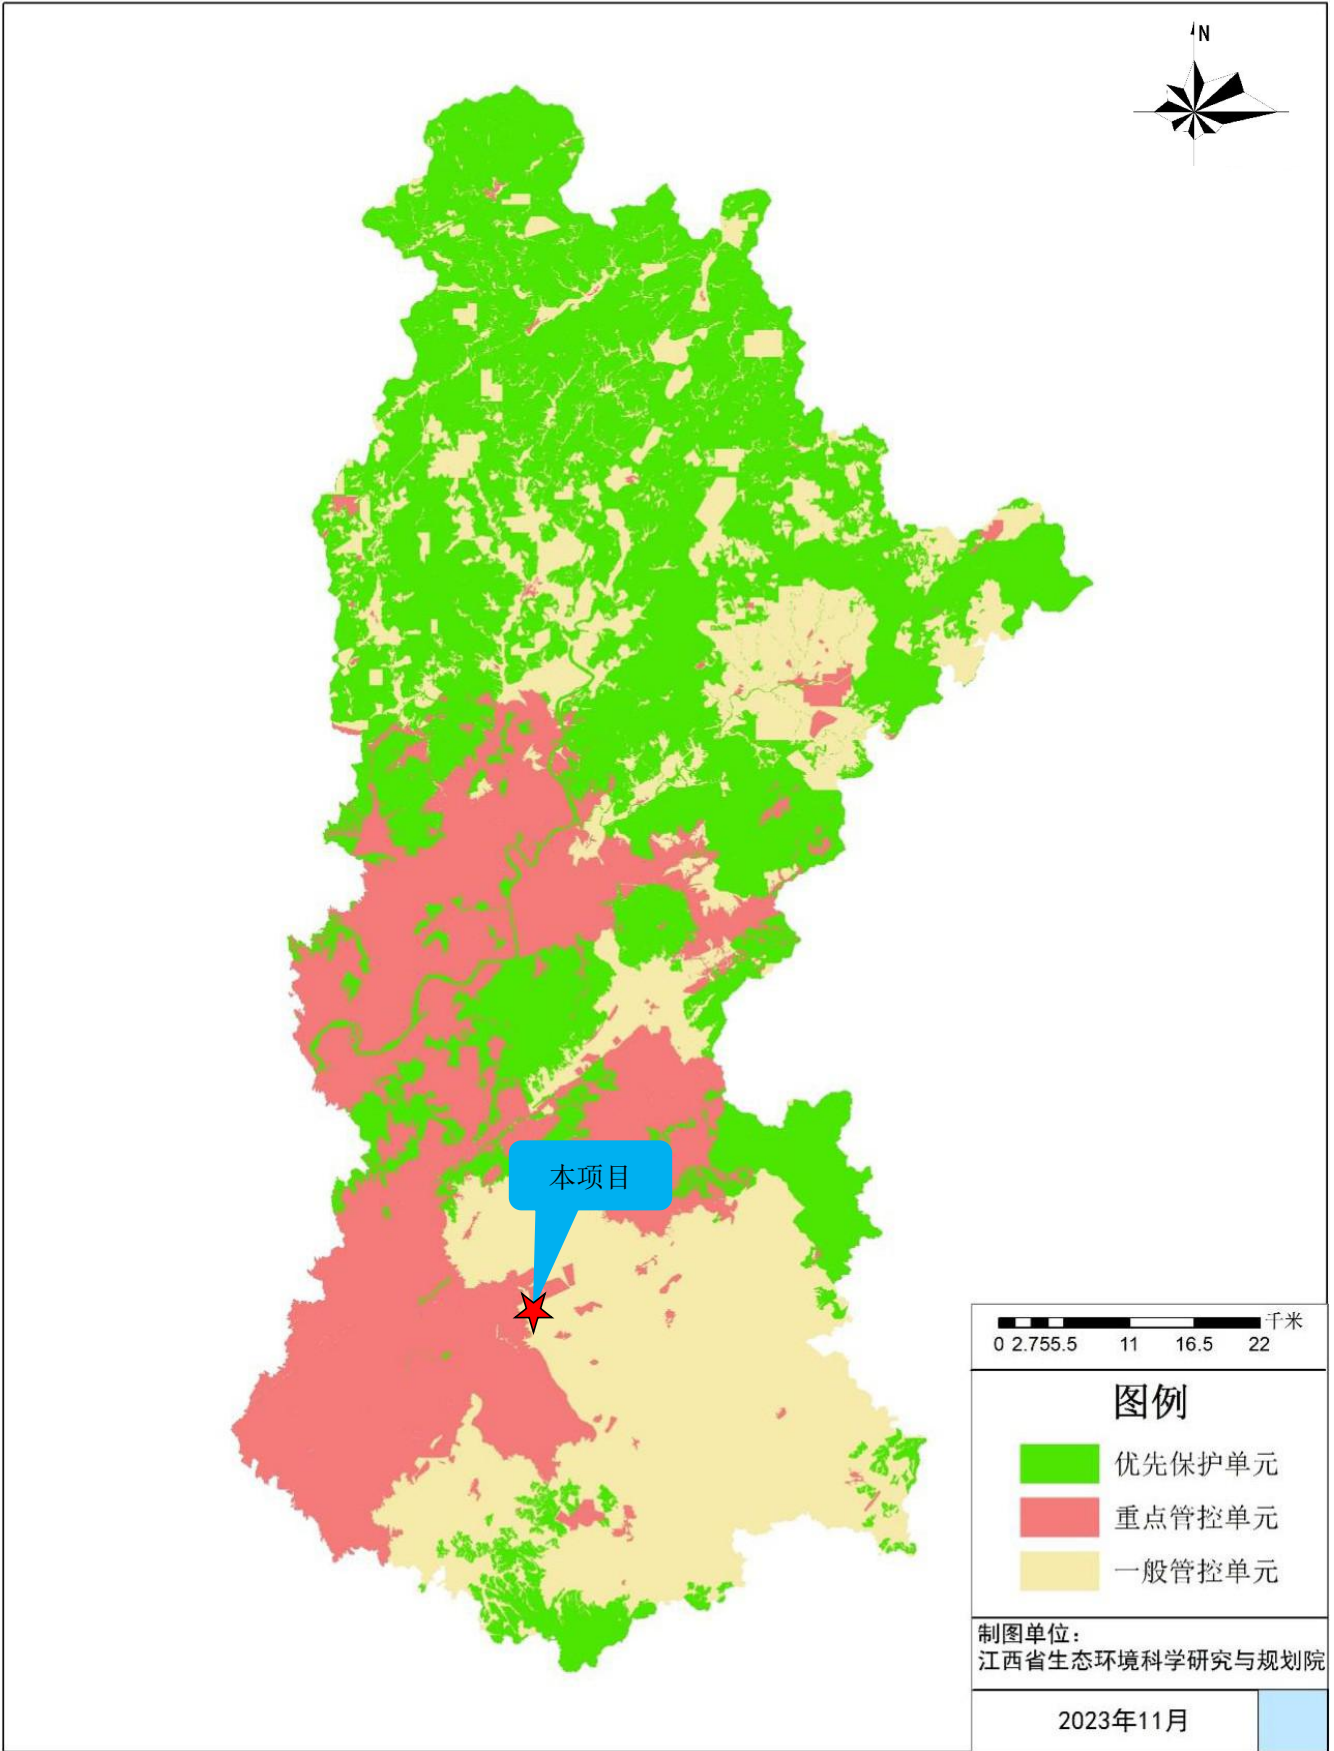 N
本项目
千米
0 2.755.5 11 16.5 22
图例
优先保护单元
重点管控单元
一般管控单元
制图单位：
江西省生态环境科学研究与规划院
2023年11月